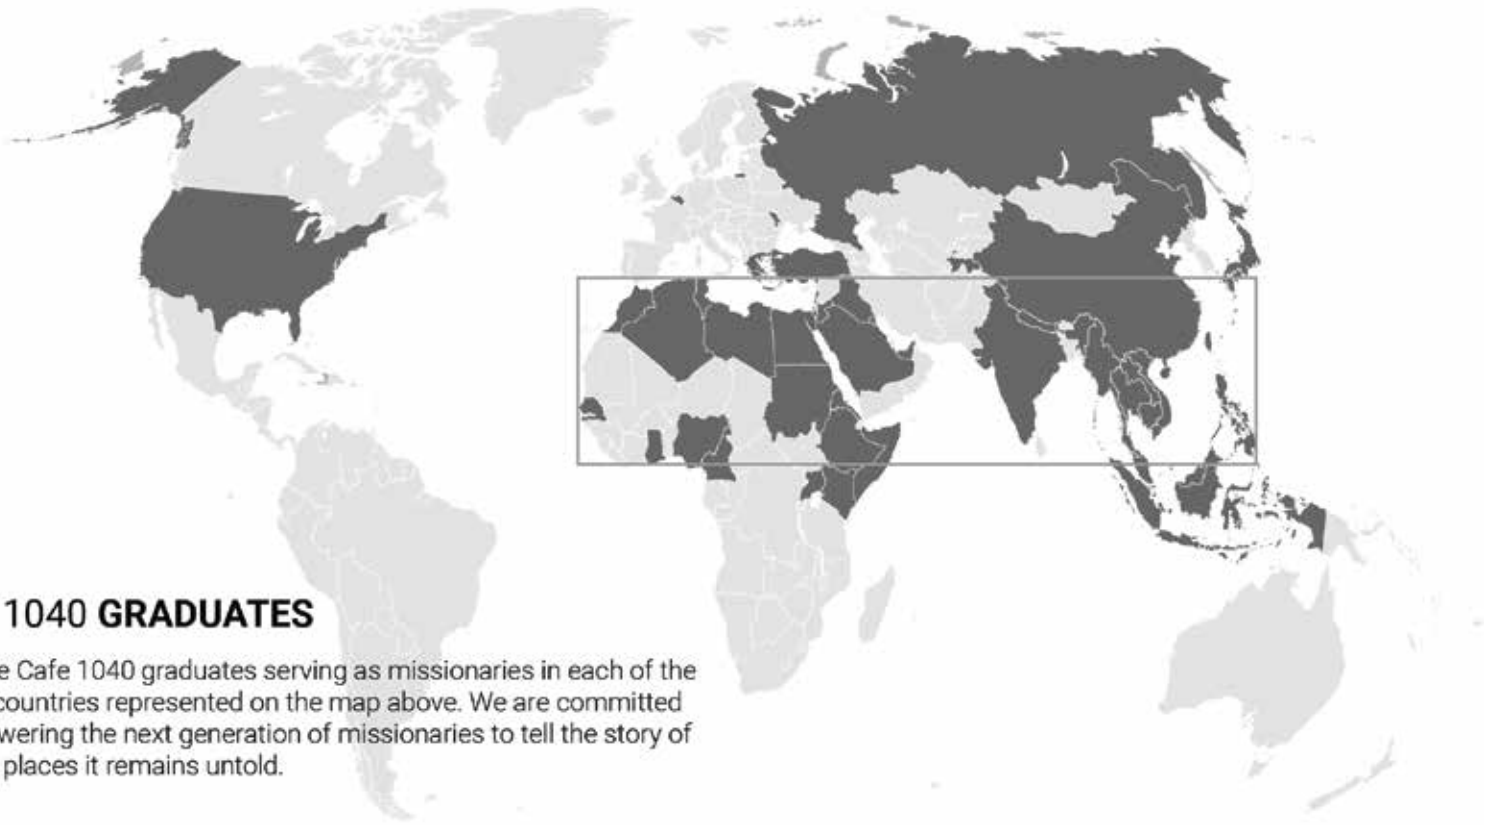 1040 GRADUATES
e Cafe 1040 graduates serving as missionaries in each of the
countries represented on the map above. We are committed
wering the next generation of missionaries to tell the story of
places it remains untold.